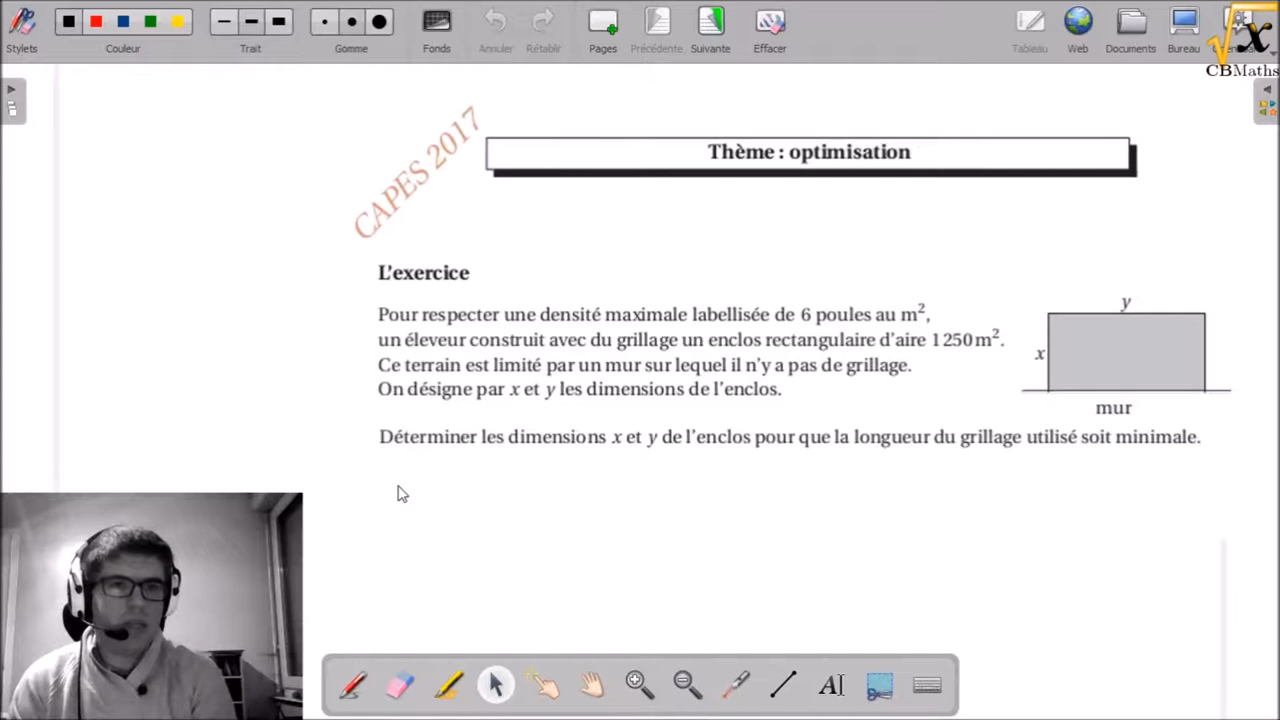 Stylets Couleur Trait Gomme Fonds Annuler Rétablir Pages Précédente Suivante Effacer Tableau Web Documents Bureau
x
CBMaths
CAPES 2017
Thème : optimisation
L'exercice
Pour respecter une densité maximale labellisée de 6 poules au m²,
un éleveur construit avec du grillage un enclos rectangulaire d'aire 1 250 m².
Ce terrain est limité par un mur sur lequel il n'y a pas de grillage.
On désigne par x et y les dimensions de l'enclos.
y
x
mur
Déterminer les dimensions x et y de l'enclos pour que la longueur du grillage utilisé soit minimale.
AI